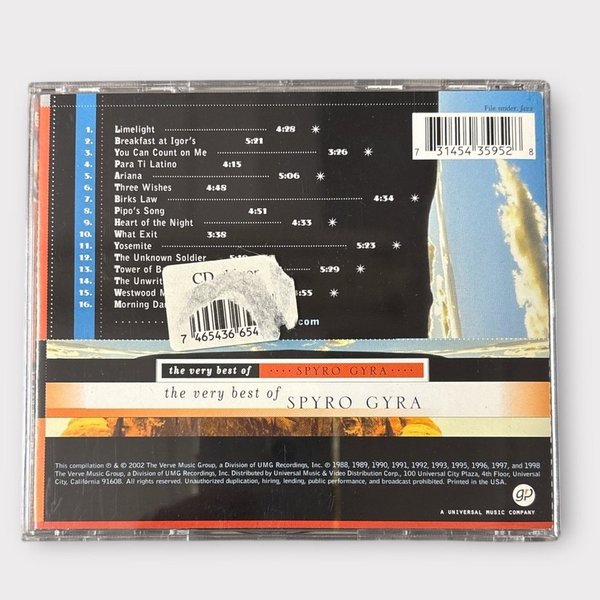 File under: Jazz
7 31454 35952 8
1. Limelight 4:28 *
2. Breakfast at Igor's 5:21
3. You Can Count on Me 3:26 *
4. Para Ti Latino 4:15
5. Ariana 5:06 *
6. Three Wishes 4:48
7. Birks Law 4:34 *
8. Pipo's Song 4:51
9. Heart of the Night 4:33 *
10. What Exit 3:38
11. Yosemite 5:23 *
12. The Unknown Soldier
13. Tower of 5:29 *
14. The
15. Westwood :55 *
16. Morning
CD
7 465436 654
.com
the very best of ···· SPYRO GYRA ····
the very best of SPYRO GYRA
This compilation ℗ & © 2002 The Verve Music Group, a Division of UMG Recordings, Inc. ℗ 1988, 1989, 1990, 1991, 1992, 1993, 1995, 1996, 1997, and 1998
The Verve Music Group, a Division of UMG Recordings, Inc. Distributed by Universal Music & Video Distribution Corp., 100 Universal City Plaza, 4th Floor, Universal
City, California 91608. All rights reserved. Unauthorized duplication, hiring, lending, public performance, and broadcast prohibited. Printed in the USA.
gp
A UNIVERSAL MUSIC COMPANY